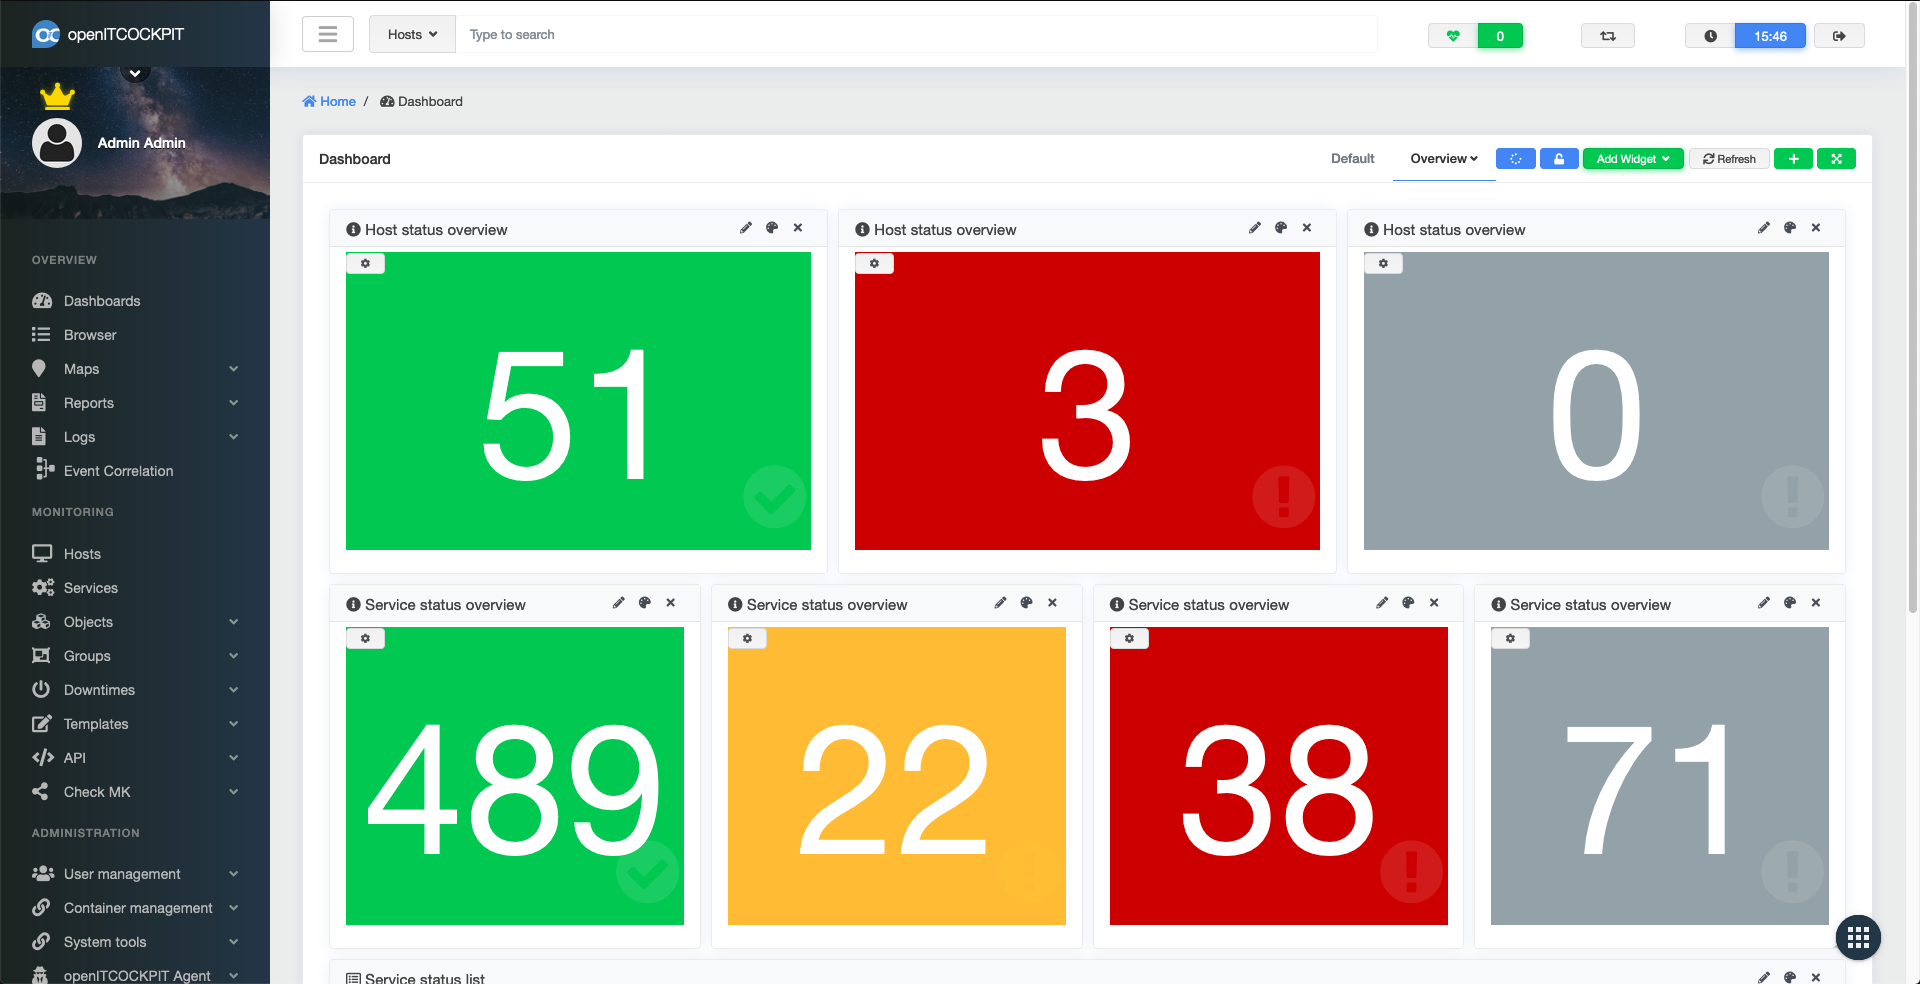 openITCOCKPIT
Hosts
Type to search
0
15:46
Admin Admin
Home / Dashboard
Dashboard
Default
Overview
Add Widget
Refresh
OVERVIEW
Dashboards
Browser
Maps
Reports
Logs
Event Correlation
MONITORING
Hosts
Services
Objects
Groups
Downtimes
Templates
API
Check MK
ADMINISTRATION
User management
Container management
System tools
openITCOCKPIT Agent
Host status overview
51
Host status overview
3
Host status overview
0
Service status overview
489
Service status overview
22
Service status overview
38
Service status overview
71
Service status list